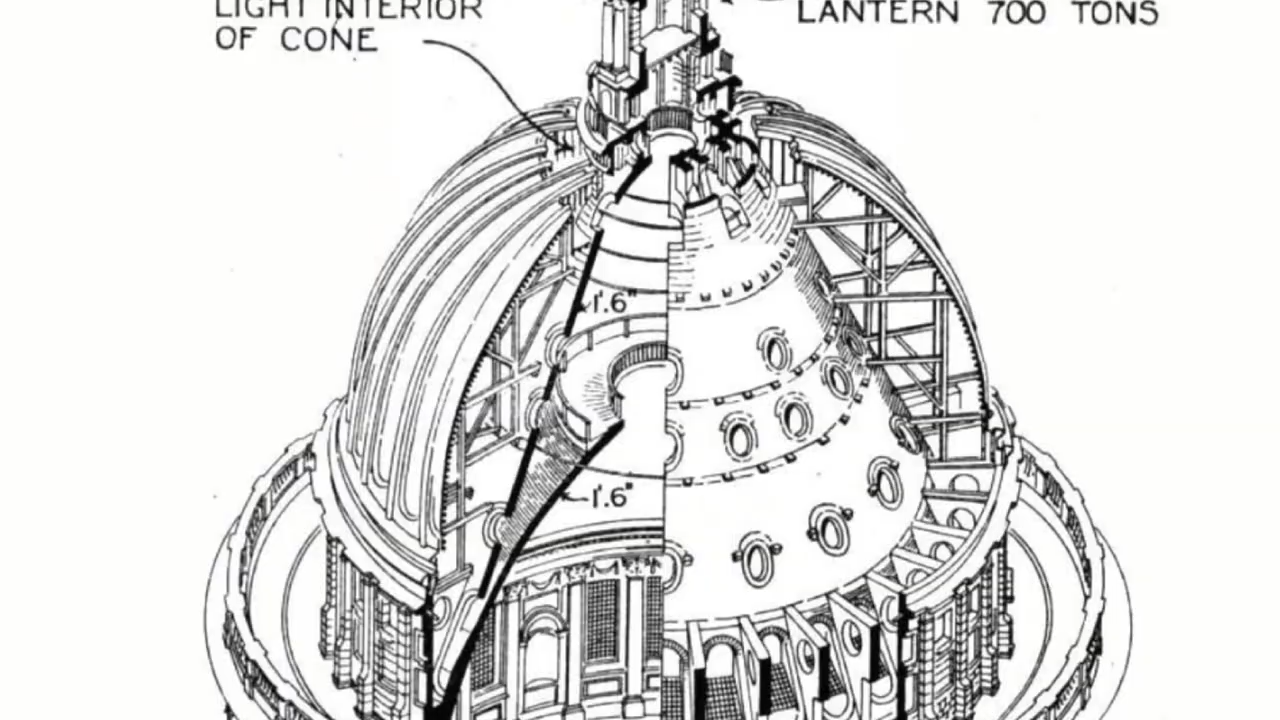 LIGHT INTERIOR
OF CONE
LANTERN 700 TONS
1'.6"
1'.6"